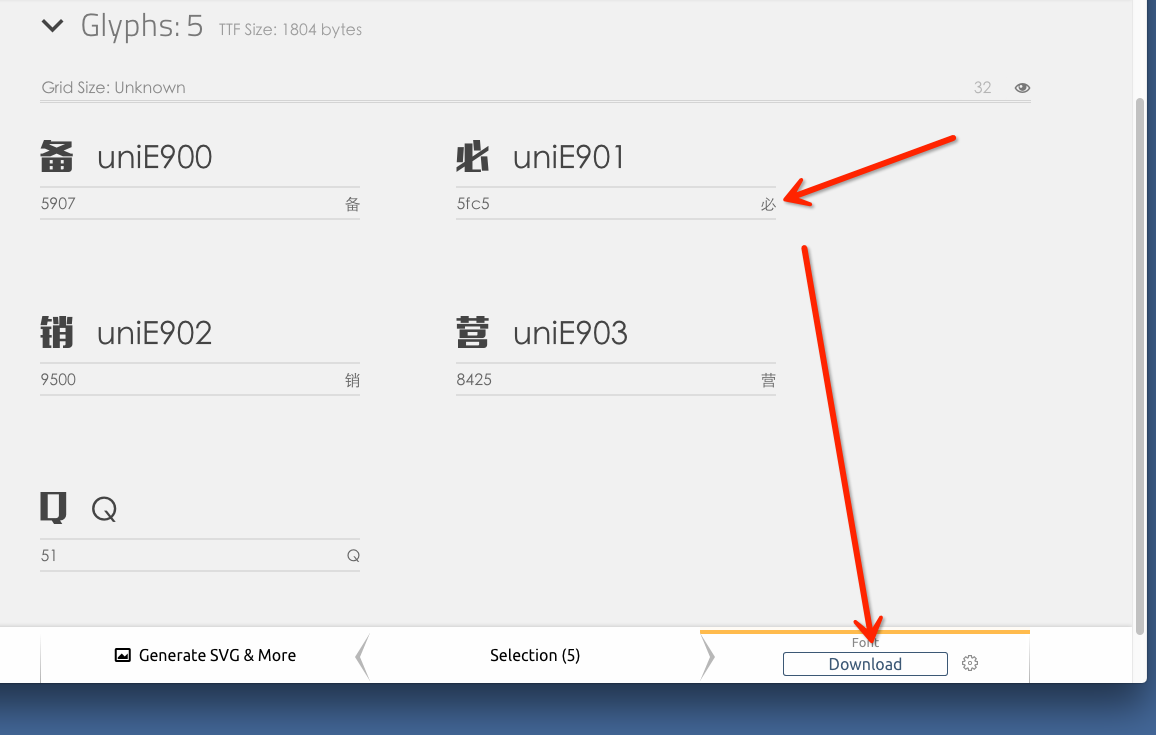 Glyphs: 5 TTF Size: 1804 bytes
Grid Size: Unknown 32
备 uniE900
5907 备
必 uniE901
5fc5 必
销 uniE902
9500 销
营 uniE903
8425 营
Q Q
51 Q
Generate SVG & More
Selection (5)
Font
Download